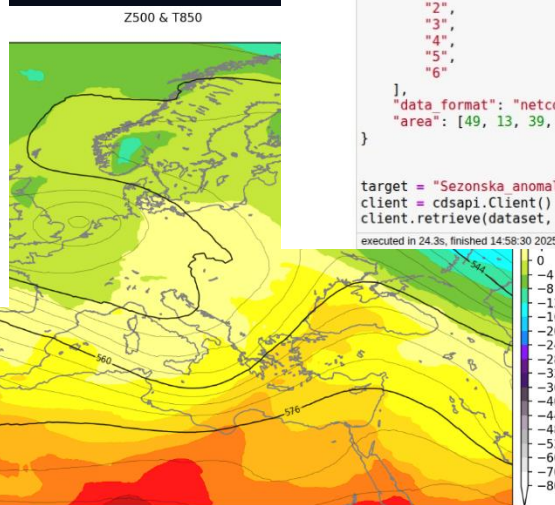 Z500 & T850
"2",
"3",
"4",
"5",
"6"
],
"data_format": "netco
"area": [49, 13, 39,
}
target = "Sezonska_anomal
client = cdsapi.Client()
client.retrieve(dataset,
executed in 24.3s, finished 14:58:30 2025
544
560
576
0
-4
-8